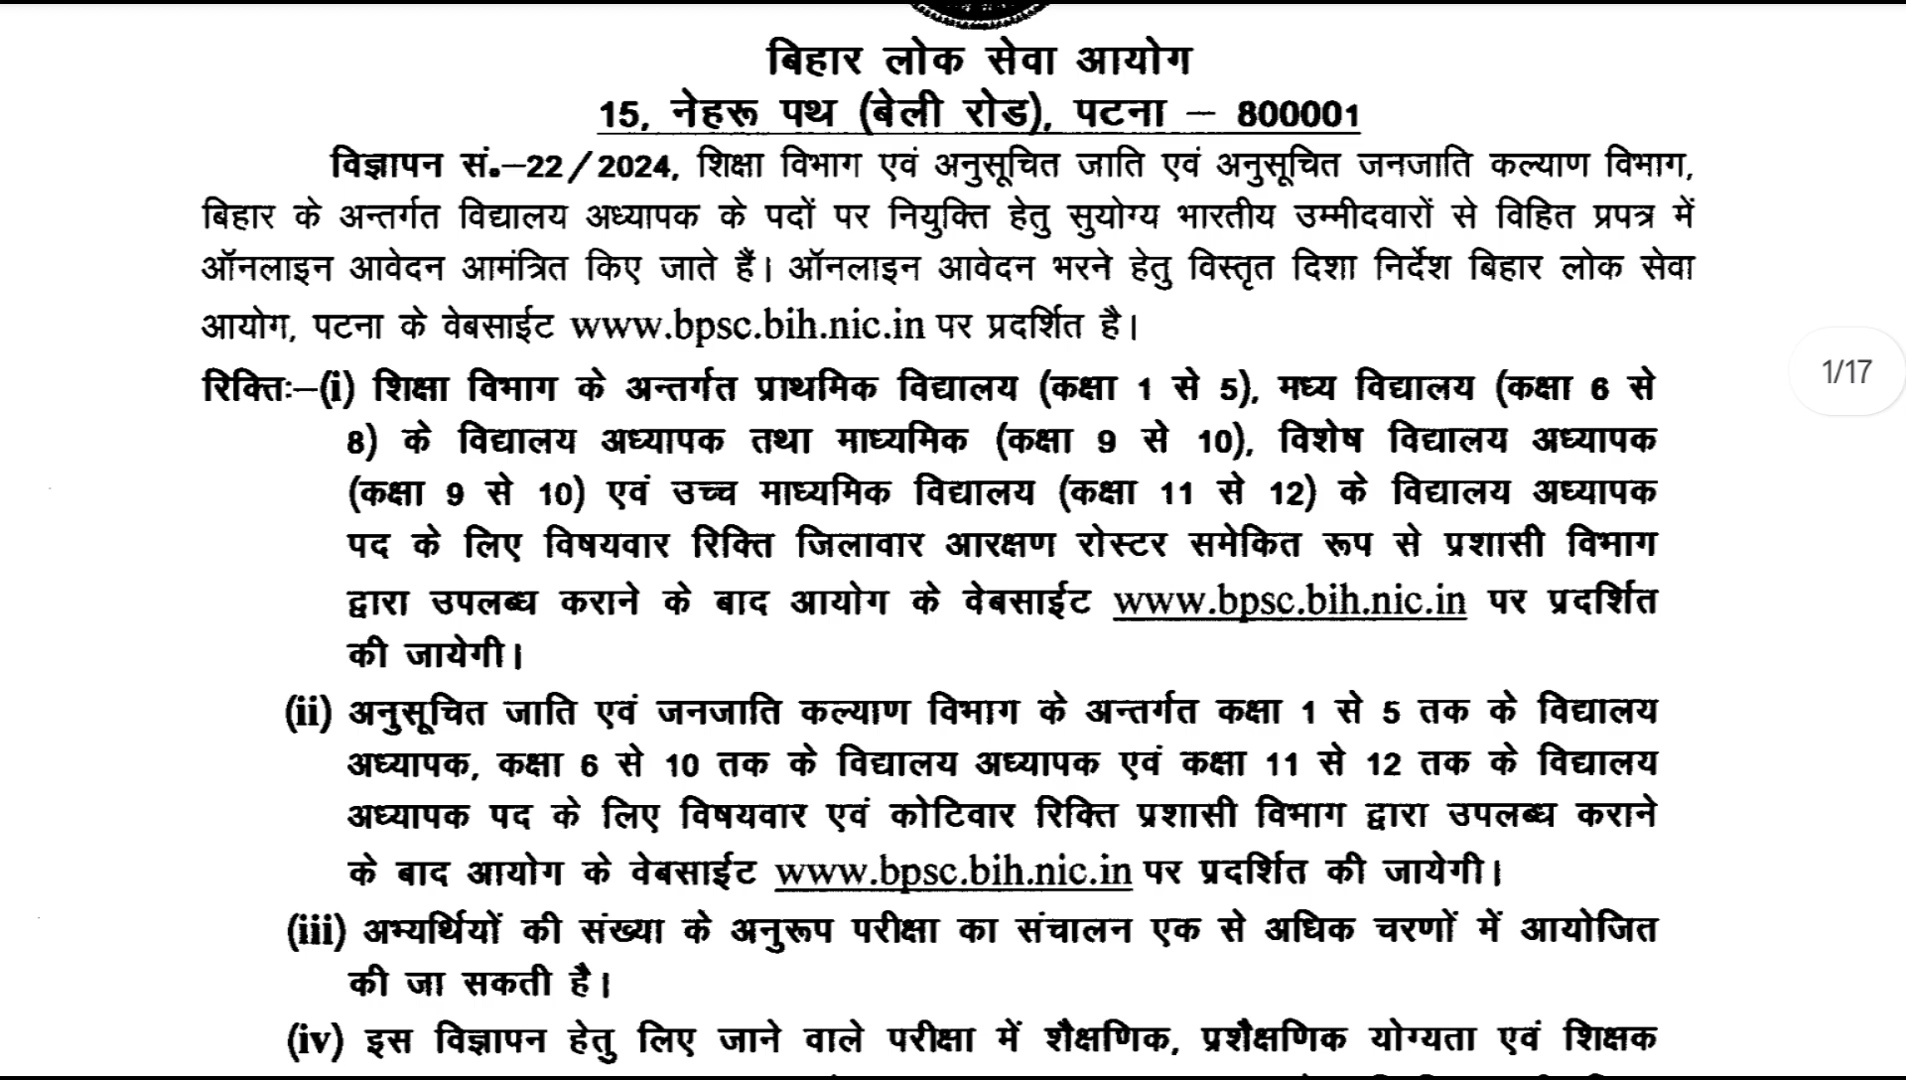 बिहार लोक सेवा आयोग
15, नेहरू पथ (बेली रोड), पटना – 800001
विज्ञापन सं.–22/2024, शिक्षा विभाग एवं अनुसूचित जाति एवं अनुसूचित जनजाति कल्याण विभाग,
बिहार के अन्तर्गत विद्यालय अध्यापक के पदों पर नियुक्ति हेतु सुयोग्य भारतीय उम्मीदवारों से विहित प्रपत्र में
ऑनलाइन आवेदन आमंत्रित किए जाते हैं। ऑनलाइन आवेदन भरने हेतु विस्तृत दिशा निर्देश बिहार लोक सेवा
आयोग, पटना के वेबसाईट www.bpsc.bih.nic.in पर प्रदर्शित है।
1/17
रिक्तिः–(i) शिक्षा विभाग के अन्तर्गत प्राथमिक विद्यालय (कक्षा 1 से 5), मध्य विद्यालय (कक्षा 6 से
8) के विद्यालय अध्यापक तथा माध्यमिक (कक्षा 9 से 10), विशेष विद्यालय अध्यापक
(कक्षा 9 से 10) एवं उच्च माध्यमिक विद्यालय (कक्षा 11 से 12) के विद्यालय अध्यापक
पद के लिए विषयवार रिक्ति जिलावार आरक्षण रोस्टर समेकित रूप से प्रशासी विभाग
द्वारा उपलब्ध कराने के बाद आयोग के वेबसाईट www.bpsc.bih.nic.in पर प्रदर्शित
की जायेगी।
(ii) अनुसूचित जाति एवं जनजाति कल्याण विभाग के अन्तर्गत कक्षा 1 से 5 तक के विद्यालय
अध्यापक, कक्षा 6 से 10 तक के विद्यालय अध्यापक एवं कक्षा 11 से 12 तक के विद्यालय
अध्यापक पद के लिए विषयवार एवं कोटिवार रिक्ति प्रशासी विभाग द्वारा उपलब्ध कराने
के बाद आयोग के वेबसाईट www.bpsc.bih.nic.in पर प्रदर्शित की जायेगी।
(iii) अभ्यर्थियों की संख्या के अनुरूप परीक्षा का संचालन एक से अधिक चरणों में आयोजित
की जा सकती है।
(iv) इस विज्ञापन हेतु लिए जाने वाले परीक्षा में शैक्षणिक, प्रशैक्षणिक योग्यता एवं शिक्षक